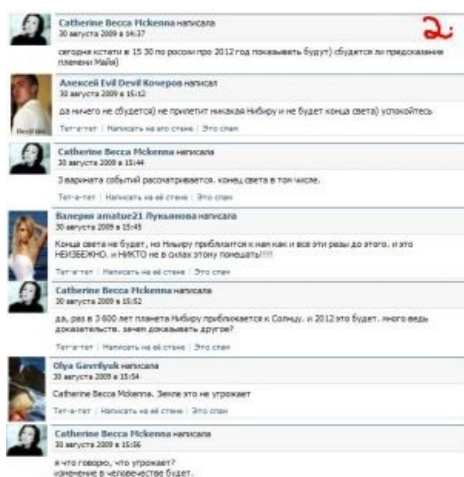 2.
Catherine Becca Mckenna написала
30 августа 2009 в 14:37
сегодня кстати в 15 30 по росози про 2012 год показывать будут) сбудется ли предсказание
племени Майя)
Алексей Evil Devil Кочеров написал
30 августа 2009 в 15:12
да ничего не сбудется) не прилетит никакая Нибиру и не будет конца света) успокойтесь
Тет-а-тет | Написать на его стене | Это спам
Catherine Becca Mckenna написала
30 августа 2009 в 15:44
3 варината событий рассматривается. конец света в том числе.
Тет-а-тет | Написать на её стене | Это спам
Валерия amatue21 Лукьянова написала
30 августа 2009 в 15:45
Конца света не будет, но Нибиру приблизится к нам как и все эти разы до этого. и это
НЕИЗБЕЖНО. и НИКТО не в силах этому помешать!!!!
Тет-а-тет | Написать на её стене | Это спам
Catherine Becca Mckenna написала
30 августа 2009 в 15:52
да, раз в 3 600 лет планета Нибиру приближается к Солнцу. и 2012 это будет. много ведь
доказательств. зачем доказывать другое?
Тет-а-тет | Написать на её стене | Это спам
Olya Gavrilyuk написала
30 августа 2009 в 15:54
Catherine Becca Mckenna. Земле это не угрожает
Тет-а-тет | Написать на её стене | Это спам
Catherine Becca Mckenna написала
30 августа 2009 в 15:56
я что говорю, что угрожает?
изменение в человечестве будет.